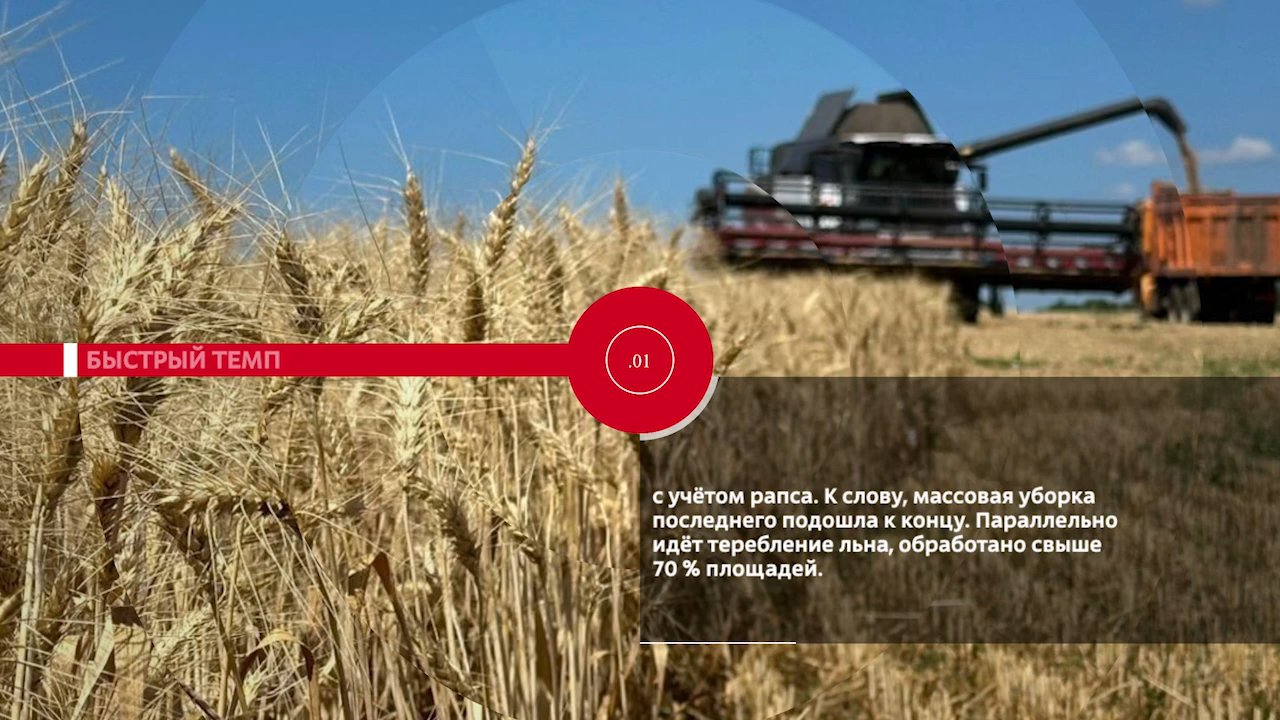 БЫСТРЫЙ ТЕМП
.01
с учётом рапса. К слову, массовая уборка
последнего подошла к концу. Параллельно
идёт теребление льна, обработано свыше
70 % площадей.